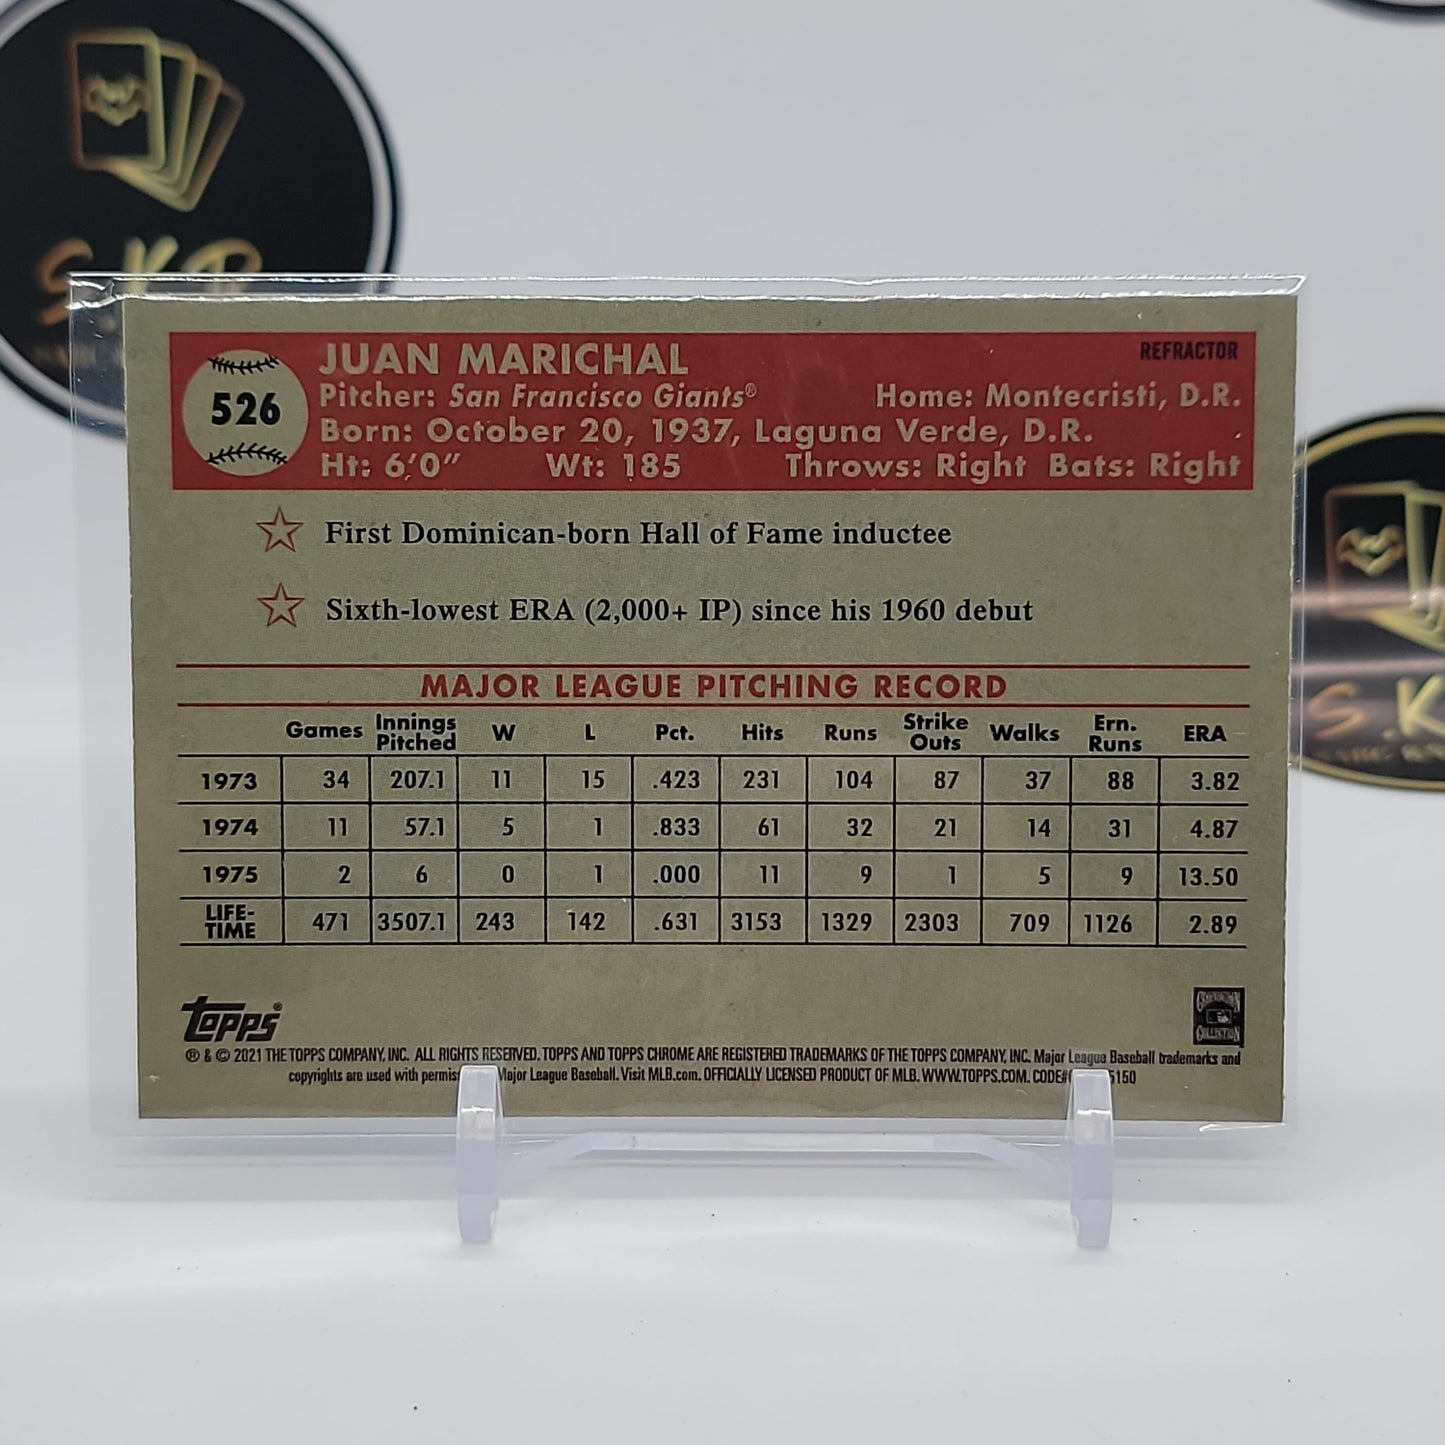 S.K.B
526
JUAN MARICHAL
REFRACTOR
Pitcher: San Francisco Giants® Home: Montecristi, D.R.
Born: October 20, 1937, Laguna Verde, D.R.
Ht: 6'0" Wt: 185 Throws: Right Bats: Right
First Dominican-born Hall of Fame inductee
Sixth-lowest ERA (2,000+ IP) since his 1960 debut
MAJOR LEAGUE PITCHING RECORD
Games Innings Pitched W L Pct. Hits Runs Strike Outs Walks Ern. Runs ERA
1973 34 207.1 11 15 .423 231 104 87 37 88 3.82
1974 11 57.1 5 1 .833 61 32 21 14 31 4.87
1975 2 6 0 1 .000 11 9 1 5 9 13.50
LIFE-TIME 471 3507.1 243 142 .631 3153 1329 2303 709 1126 2.89
Topps®
® & © 2021 THE TOPPS COMPANY, INC. ALL RIGHTS RESERVED. TOPPS AND TOPPS CHROME ARE REGISTERED TRADEMARKS OF THE TOPPS COMPANY, INC. Major League Baseball trademarks and
copyrights are used with Major League Baseball. Visit MLB.com. OFFICIALLY LICENSED PRODUCT OF MLB. WWW.TOPPS.COM.
COOPERSTOWN
COLLECTION
S.K